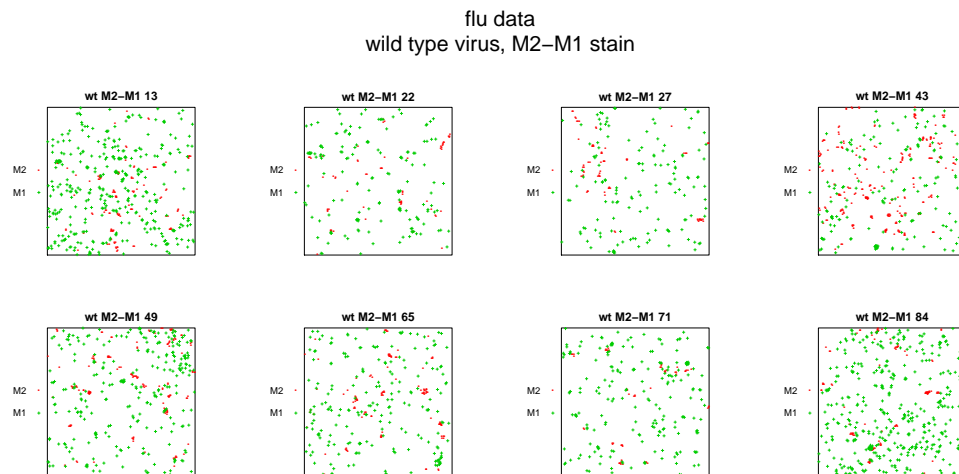 flu data
wild type virus, M2−M1 stain
wt M2−M1 13
wt M2−M1 22
wt M2−M1 27
wt M2−M1 43
M2
M1
M2
M1
M2
M1
M2
M1
wt M2−M1 49
wt M2−M1 65
wt M2−M1 71
wt M2−M1 84
M2
M1
M2
M1
M2
M1
M2
M1